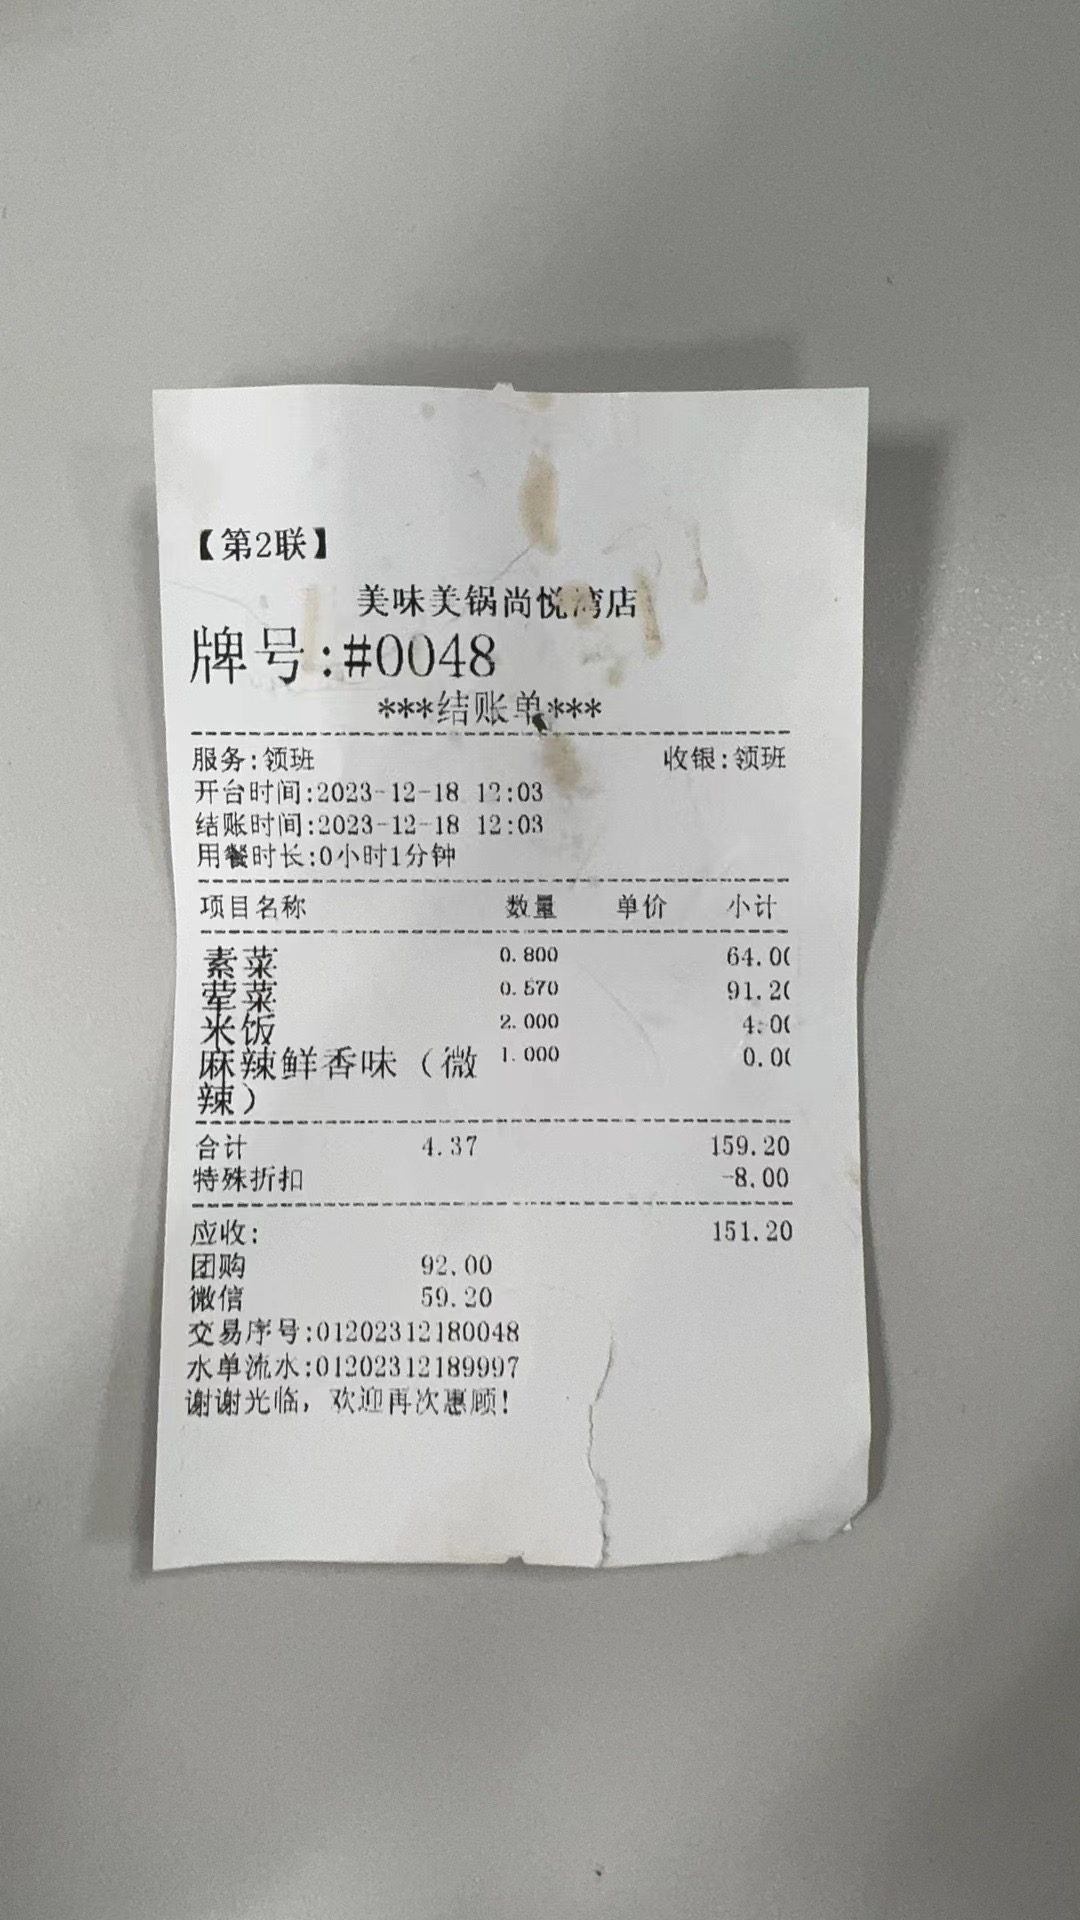 【第2联】
美味美锅尚悦湾店
牌号:#0048
***结账单***
服务:领班 收银:领班
开台时间:2023-12-18 12:03
结账时间:2023-12-18 12:03
用餐时长:0小时1分钟
项目名称 数量 单价 小计
素菜 0.800 64.0(
荤菜 0.570 91.2(
米饭 2.000 4.0(
麻辣鲜香味（微 1.000 0.0(
辣）
合计 4.37 159.20
特殊折扣 -8.00
应收: 151.20
团购 92.00
微信 59.20
交易序号:01202312180048
水单流水:01202312189997
谢谢光临，欢迎再次惠顾!